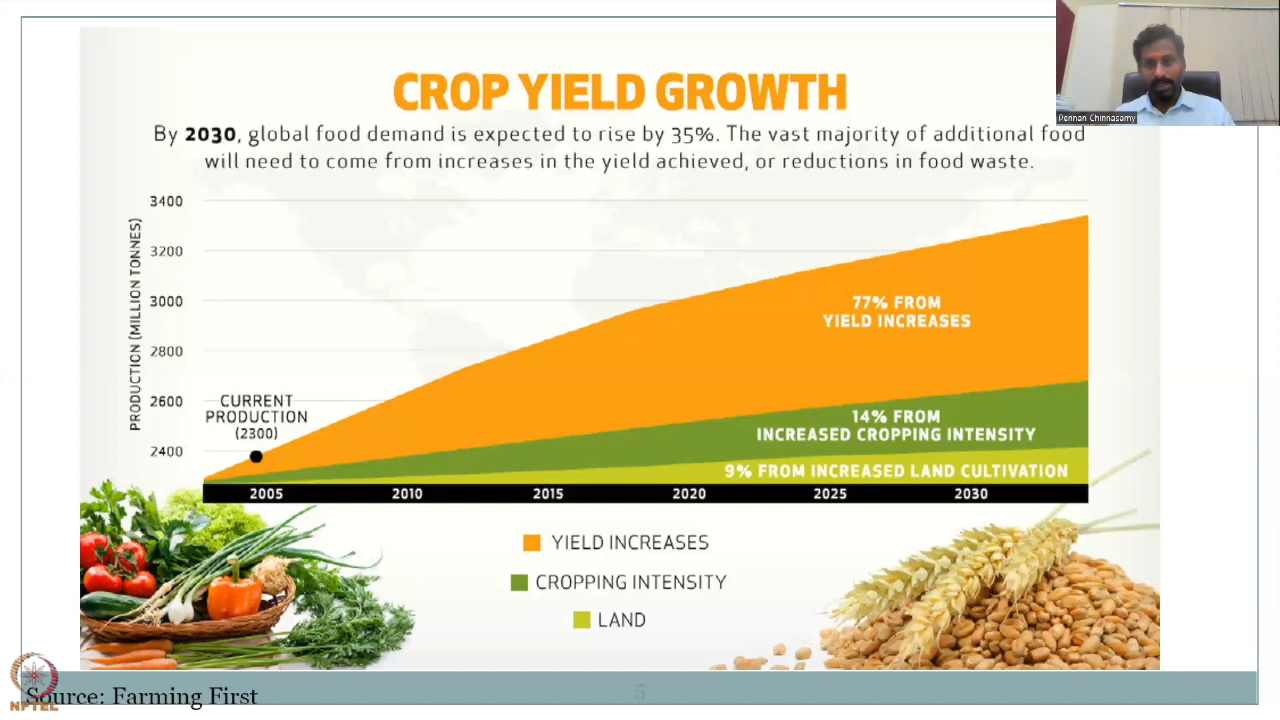 CROP YIELD GROWTH
Pennan Chinnasamy
By 2030, global food demand is expected to rise by 35%. The vast majority of additional food
will need to come from increases in the yield achieved, or reductions in food waste.
PRODUCTION (MILLION TONNES)
3400
3200
3000
2800
2600
2400
CURRENT
PRODUCTION
(2300)
77% FROM
YIELD INCREASES
14% FROM
INCREASED CROPPING INTENSITY
9% FROM INCREASED LAND CULTIVATION
2005 2010 2015 2020 2025 2030
YIELD INCREASES
CROPPING INTENSITY
LAND
Source: Farming First
5
NPTEL